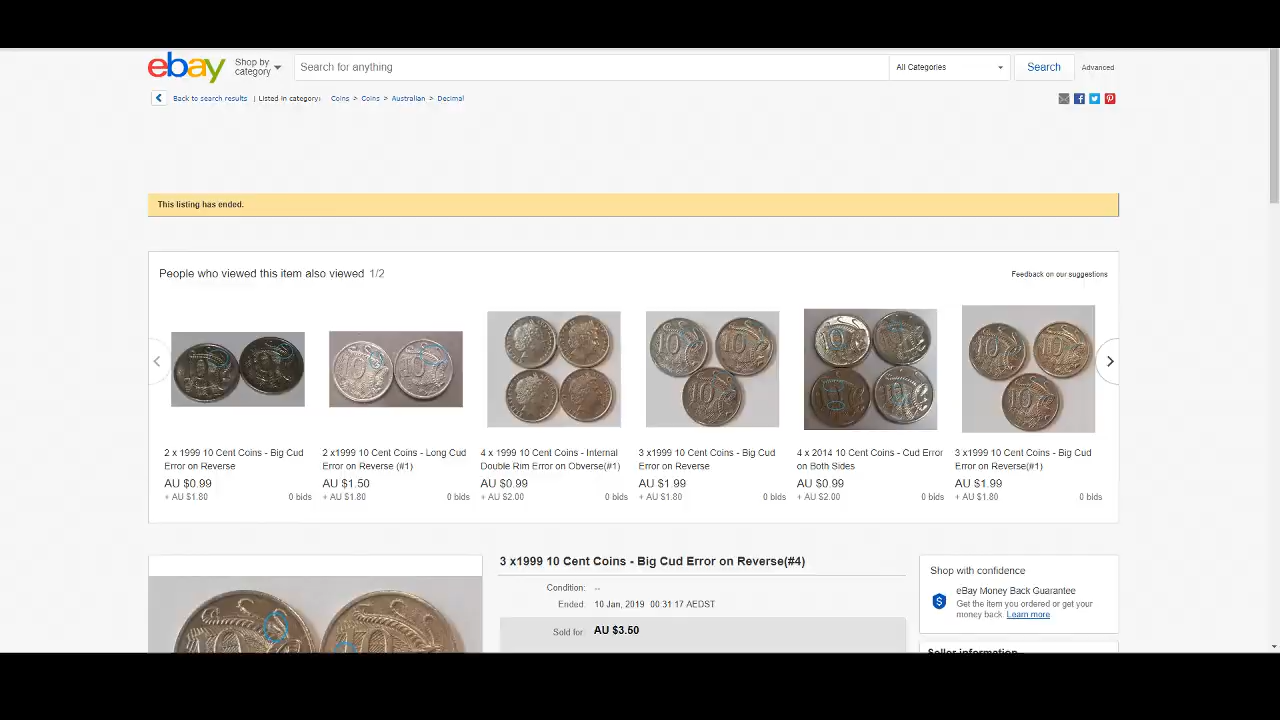 ebay
Shop by
category
Search for anything
All Categories
Search
Advanced
Back to search results | Listed in category: Coins > Coins > Australian > Decimal
This listing has ended.
People who viewed this item also viewed 1/2
Feedback on our suggestions
2 x 1999 10 Cent Coins - Big Cud
Error on Reverse
AU $0.99
+ AU $1.80 0 bids
2 x1999 10 Cent Coins - Long Cud
Error on Reverse (#1)
AU $1.50
+ AU $1.80 0 bids
4 x 1999 10 Cent Coins - Internal
Double Rim Error on Obverse(#1)
AU $0.99
+ AU $2.00 0 bids
3 x1999 10 Cent Coins - Big Cud
Error on Reverse
AU $1.99
+ AU $1.80 0 bids
4 x 2014 10 Cent Coins - Cud Error
on Both Sides
AU $0.99
+ AU $2.00 0 bids
3 x1999 10 Cent Coins - Big Cud
Error on Reverse(#1)
AU $1.99
+ AU $1.80 0 bids
3 x1999 10 Cent Coins - Big Cud Error on Reverse(#4)
Condition: --
Ended: 10 Jan, 2019 00:31:17 AEDST
Sold for: AU $3.50
Shop with confidence
eBay Money Back Guarantee
Get the item you ordered or get your
money back. Learn more
Seller information